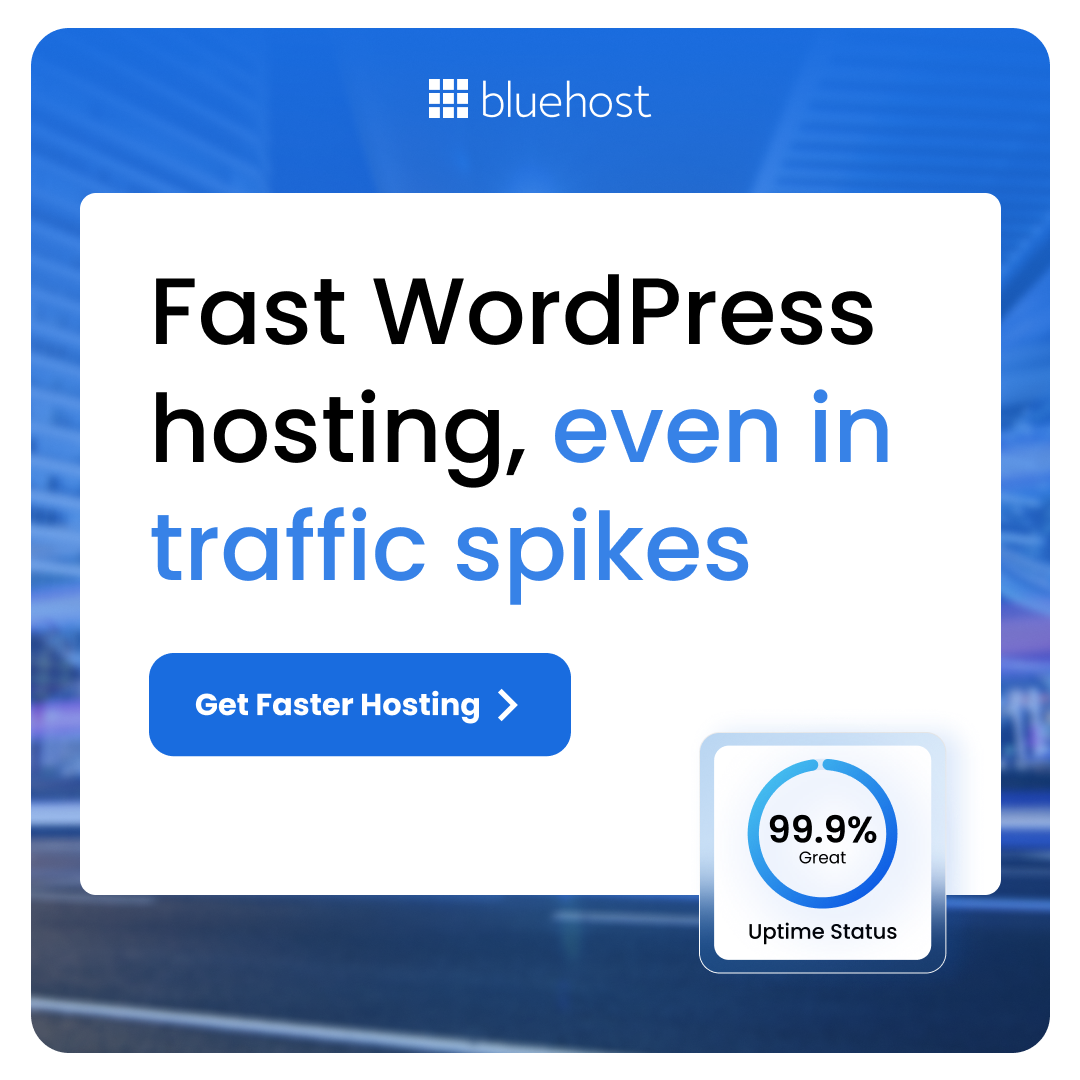 bluehost
Fast WordPress
hosting, even in
traffic spikes
Get Faster Hosting
99.9%
Great
Uptime Status